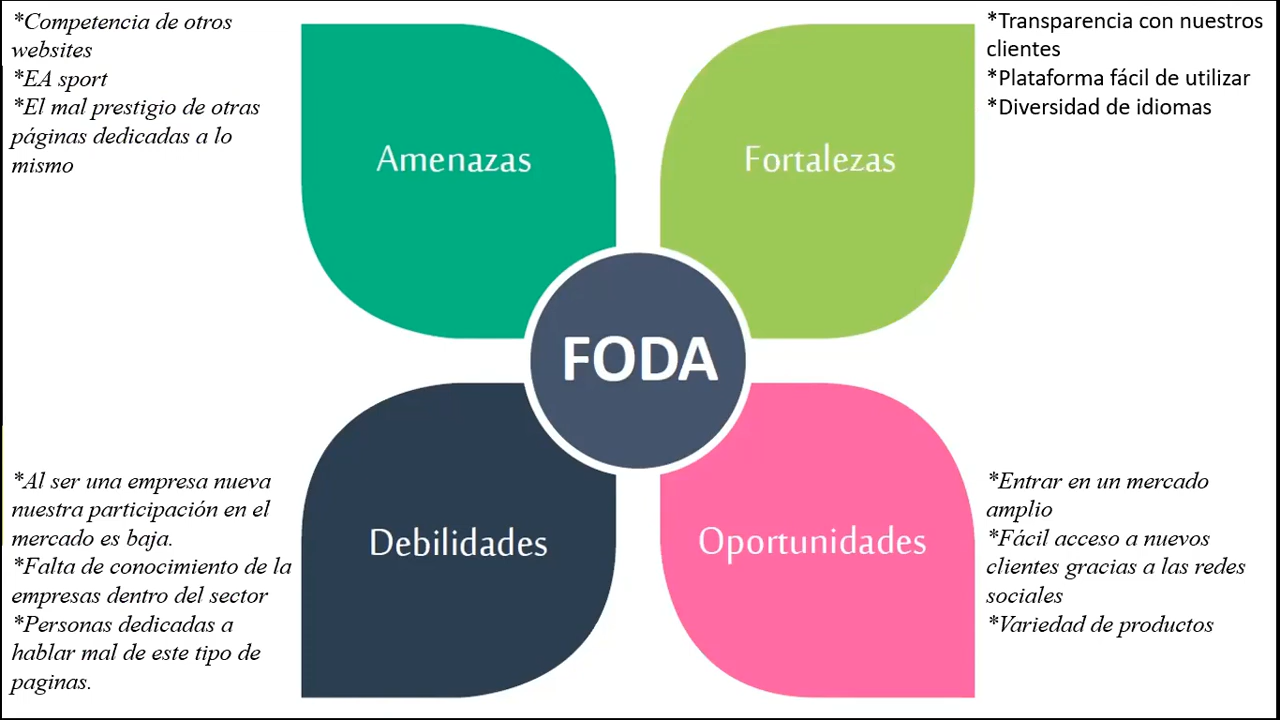 *Competencia de otros
websites
*EA sport
*El mal prestigio de otras
páginas dedicadas a lo
mismo
Amenazas
Fortalezas
*Transparencia con nuestros
clientes
*Plataforma fácil de utilizar
*Diversidad de idiomas
FODA
*Al ser una empresa nueva
nuestra participación en el
mercado es baja.
*Falta de conocimiento de la
empresas dentro del sector
*Personas dedicadas a
hablar mal de este tipo de
paginas.
Debilidades
Oportunidades
*Entrar en un mercado
amplio
*Fácil acceso a nuevos
clientes gracias a las redes
sociales
*Variedad de productos